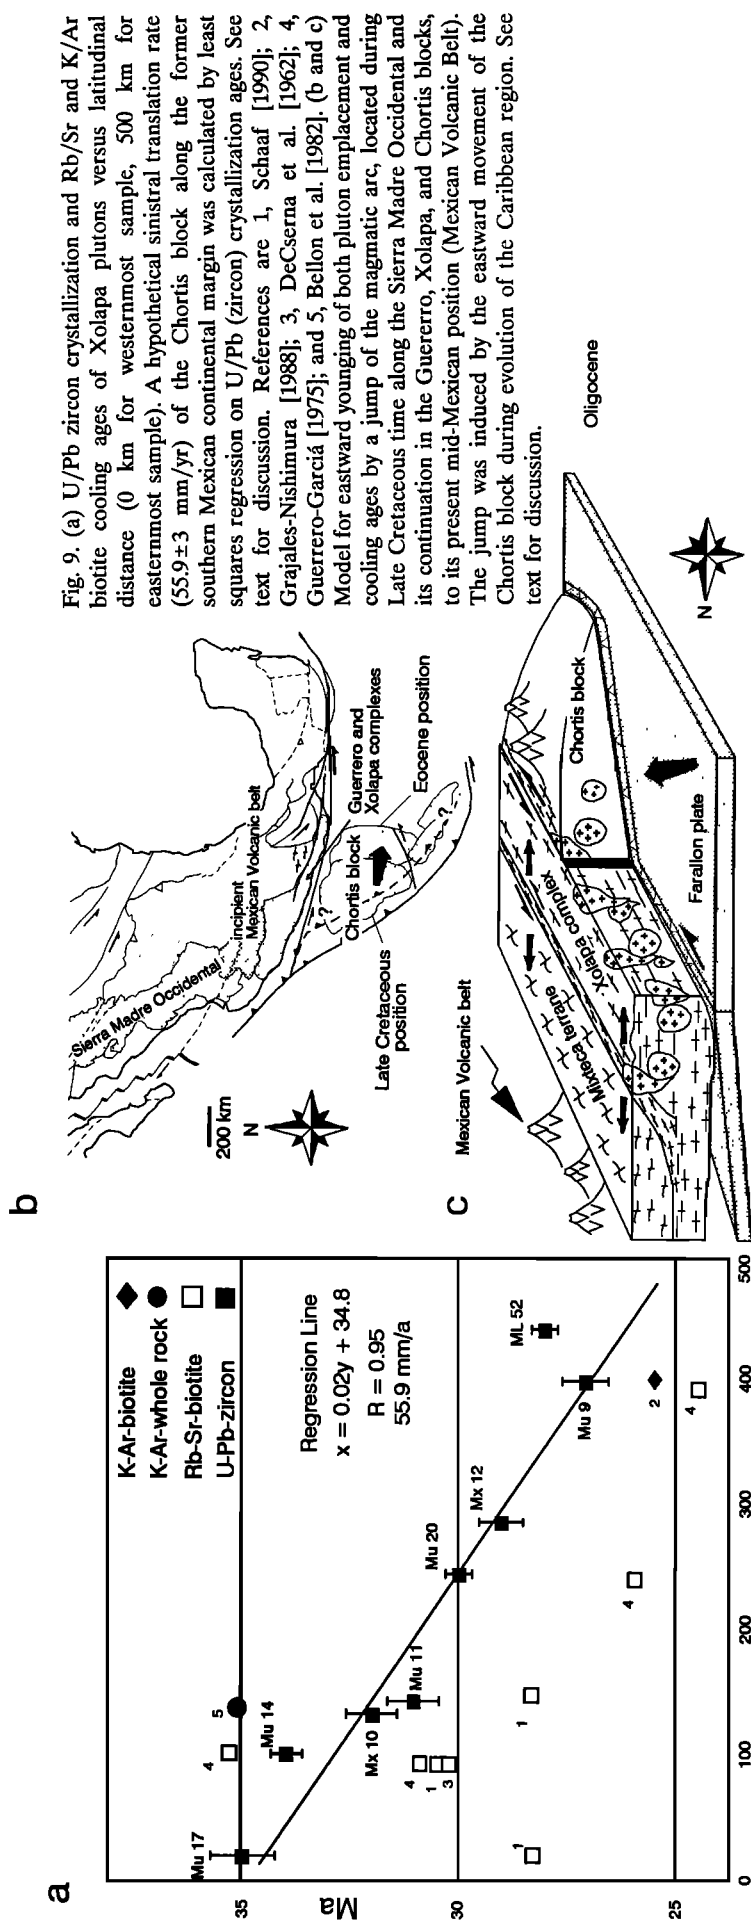 a
K-Ar-biotite
K-Ar-whole rock
Rb-Sr-biotite
U-Pb-zircon
Regression Line
x = 0.02y + 34.8
R = 0.95
55.9 mm/a
Mu 17
4
5
Mu 14
Mx 10
Mu 11
Mu 20
Mx 12
Mu 9
ML 52
4
1
3
1
1
4
2
4
35
30
25
Ma
0
100
200
300
400
500
b
Sierra Madre Occidental
incipient
Mexican Volcanic belt
200 km
N
?
?
Chortis block
Guerrero and
Xolapa complexes
Late Cretaceous
position
Eocene position
c
Mexican Volcanic belt
Mixteca terrane
Xolapa complex
Chortis block
Farallon plate
Oligocene
N
Fig. 9. (a) U/Pb zircon crystallization and Rb/Sr and K/Ar
biotite cooling ages of Xolapa plutons versus latitudinal
distance (0 km for westernmost sample, 500 km for
easternmost sample). A hypothetical sinistral translation rate
(55.9±3 mm/yr) of the Chortis block along the former
southern Mexican continental margin was calculated by least
squares regression on U/Pb (zircon) crystallization ages. See
text for discussion. References are 1, Schaaf [1990]; 2,
Grajales-Nishimura [1988]; 3, DeCserna et al. [1962]; 4,
Guerrero-Garciá [1975]; and 5, Bellon et al. [1982]. (b and c)
Model for eastward younging of both pluton emplacement and
cooling ages by a jump of the magmatic arc, located during
Late Cretaceous time along the Sierra Madre Occidental and
its continuation in the Guererro, Xolapa, and Chortis blocks,
to its present mid-Mexican position (Mexican Volcanic Belt).
The jump was induced by the eastward movement of the
Chortis block during evolution of the Caribbean region. See
text for discussion.